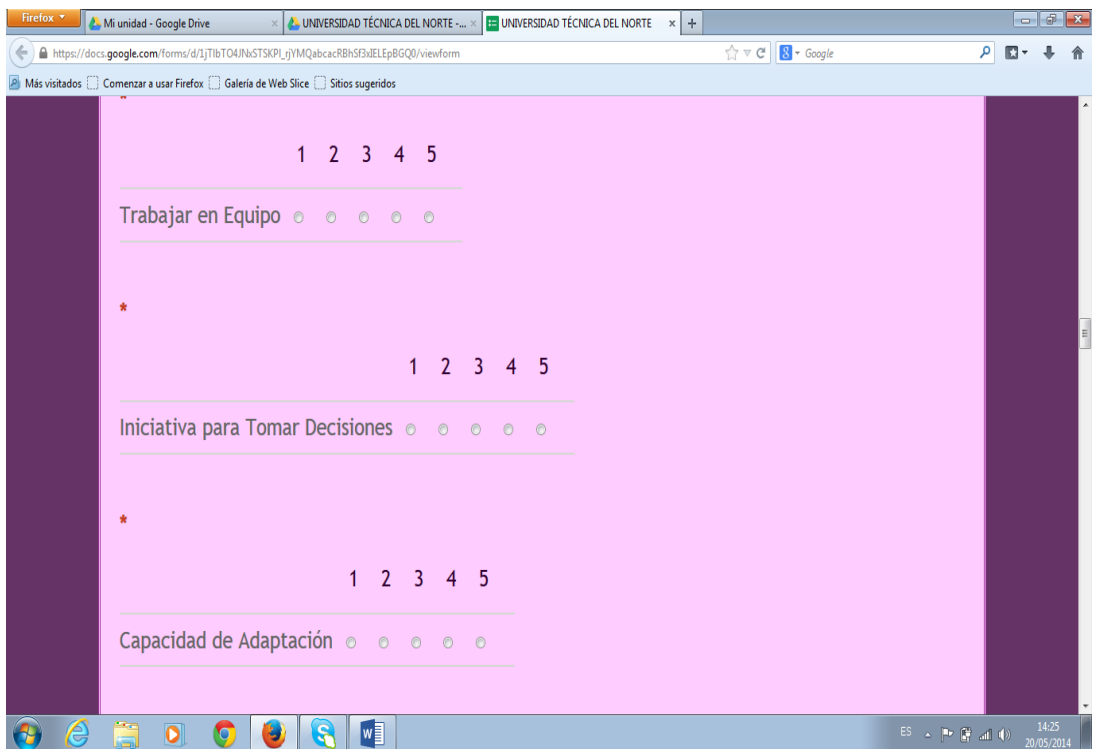 Firefox
Mi unidad - Google Drive
UNIVERSIDAD TÉCNICA DEL NORTE -...
UNIVERSIDAD TÉCNICA DEL NORTE
https://docs.google.com/forms/d/1jTIbTO4JNxSTSKPl_rjYMQabcacRBhSf3xIELEpBGQ0/viewform
Google
Más visitados
Comenzar a usar Firefox
Galería de Web Slice
Sitios sugeridos
*
1 2 3 4 5
Trabajar en Equipo
*
1 2 3 4 5
Iniciativa para Tomar Decisiones
*
1 2 3 4 5
Capacidad de Adaptación
ES
14:25
20/05/2014